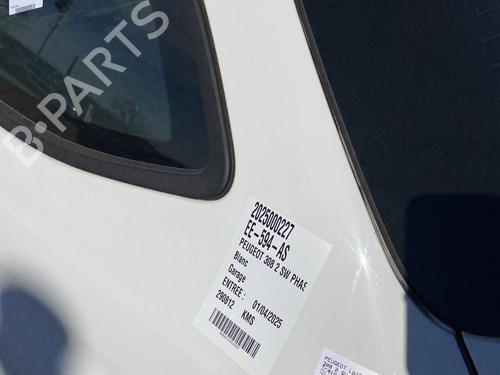 B-PARTS
2025000227
EE-594-AS
PEUGEOT 308 2 SW PHAS
Blanc
Garage
ENTREE : 01/04/2025
290812 KMS